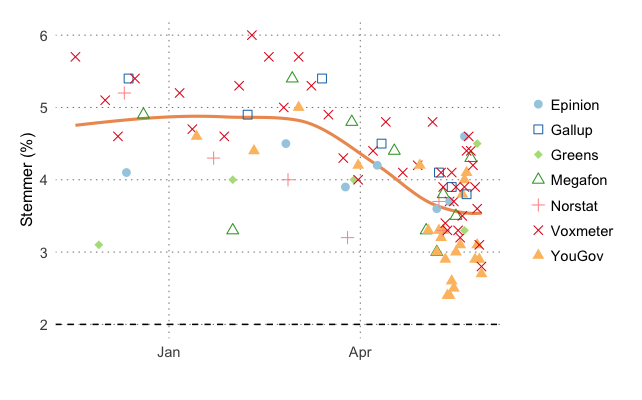 6
5
4
3
2
Stemmer (%)
Jan
Apr
Epinion
Gallup
Greens
Megafon
Norstat
Voxmeter
YouGov